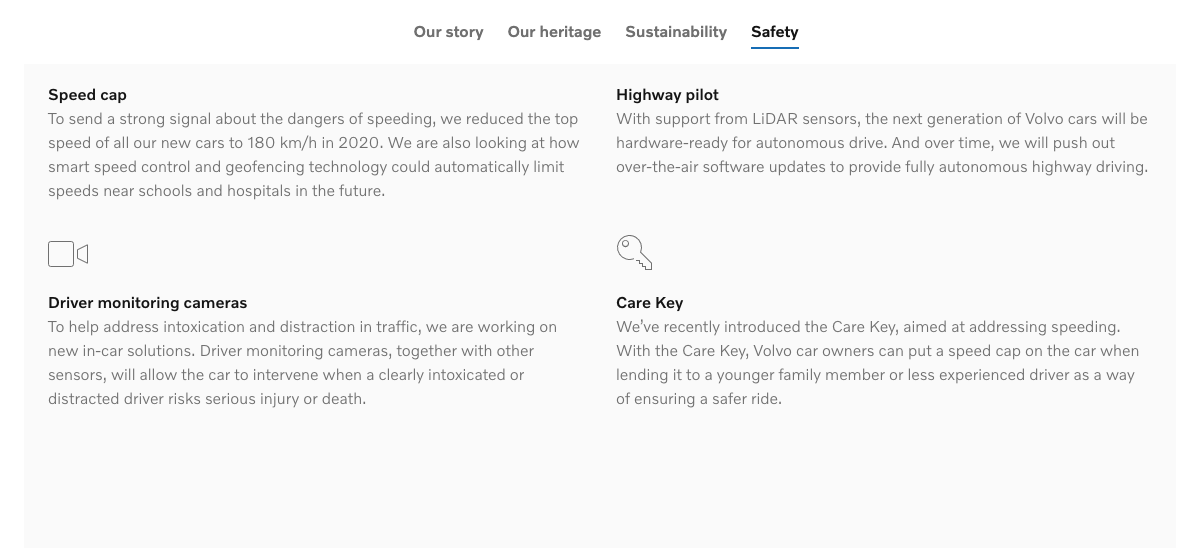 Our story Our heritage Sustainability Safety
Speed cap
To send a strong signal about the dangers of speeding, we reduced the top
speed of all our new cars to 180 km/h in 2020. We are also looking at how
smart speed control and geofencing technology could automatically limit
speeds near schools and hospitals in the future.
Highway pilot
With support from LiDAR sensors, the next generation of Volvo cars will be
hardware-ready for autonomous drive. And over time, we will push out
over-the-air software updates to provide fully autonomous highway driving.
Driver monitoring cameras
To help address intoxication and distraction in traffic, we are working on
new in-car solutions. Driver monitoring cameras, together with other
sensors, will allow the car to intervene when a clearly intoxicated or
distracted driver risks serious injury or death.
Care Key
We’ve recently introduced the Care Key, aimed at addressing speeding.
With the Care Key, Volvo car owners can put a speed cap on the car when
lending it to a younger family member or less experienced driver as a way
of ensuring a safer ride.